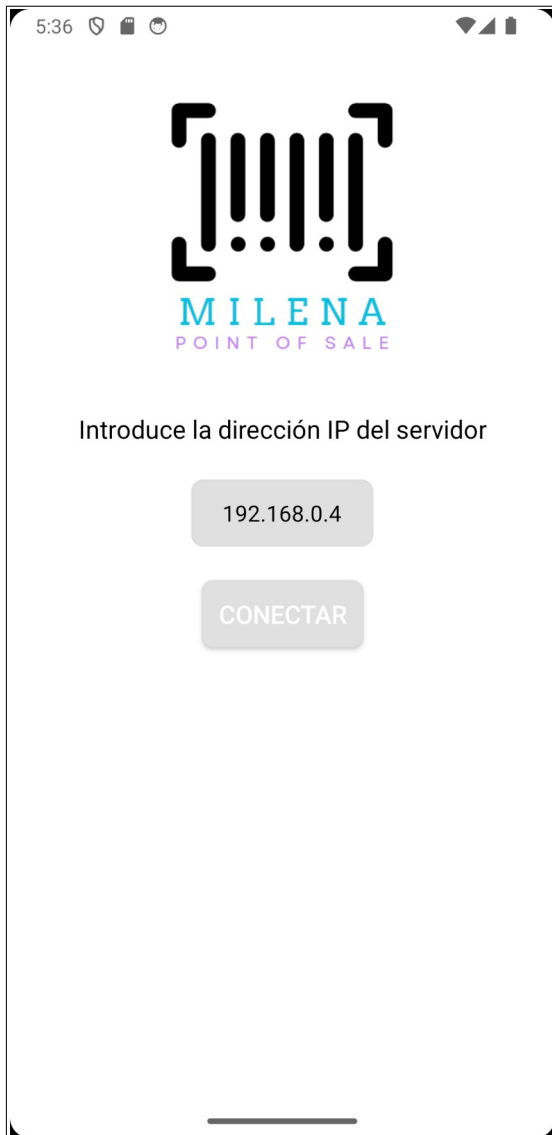 5:36
MILENA
POINT OF SALE
Introduce la dirección IP del servidor
192.168.0.4
CONECTAR